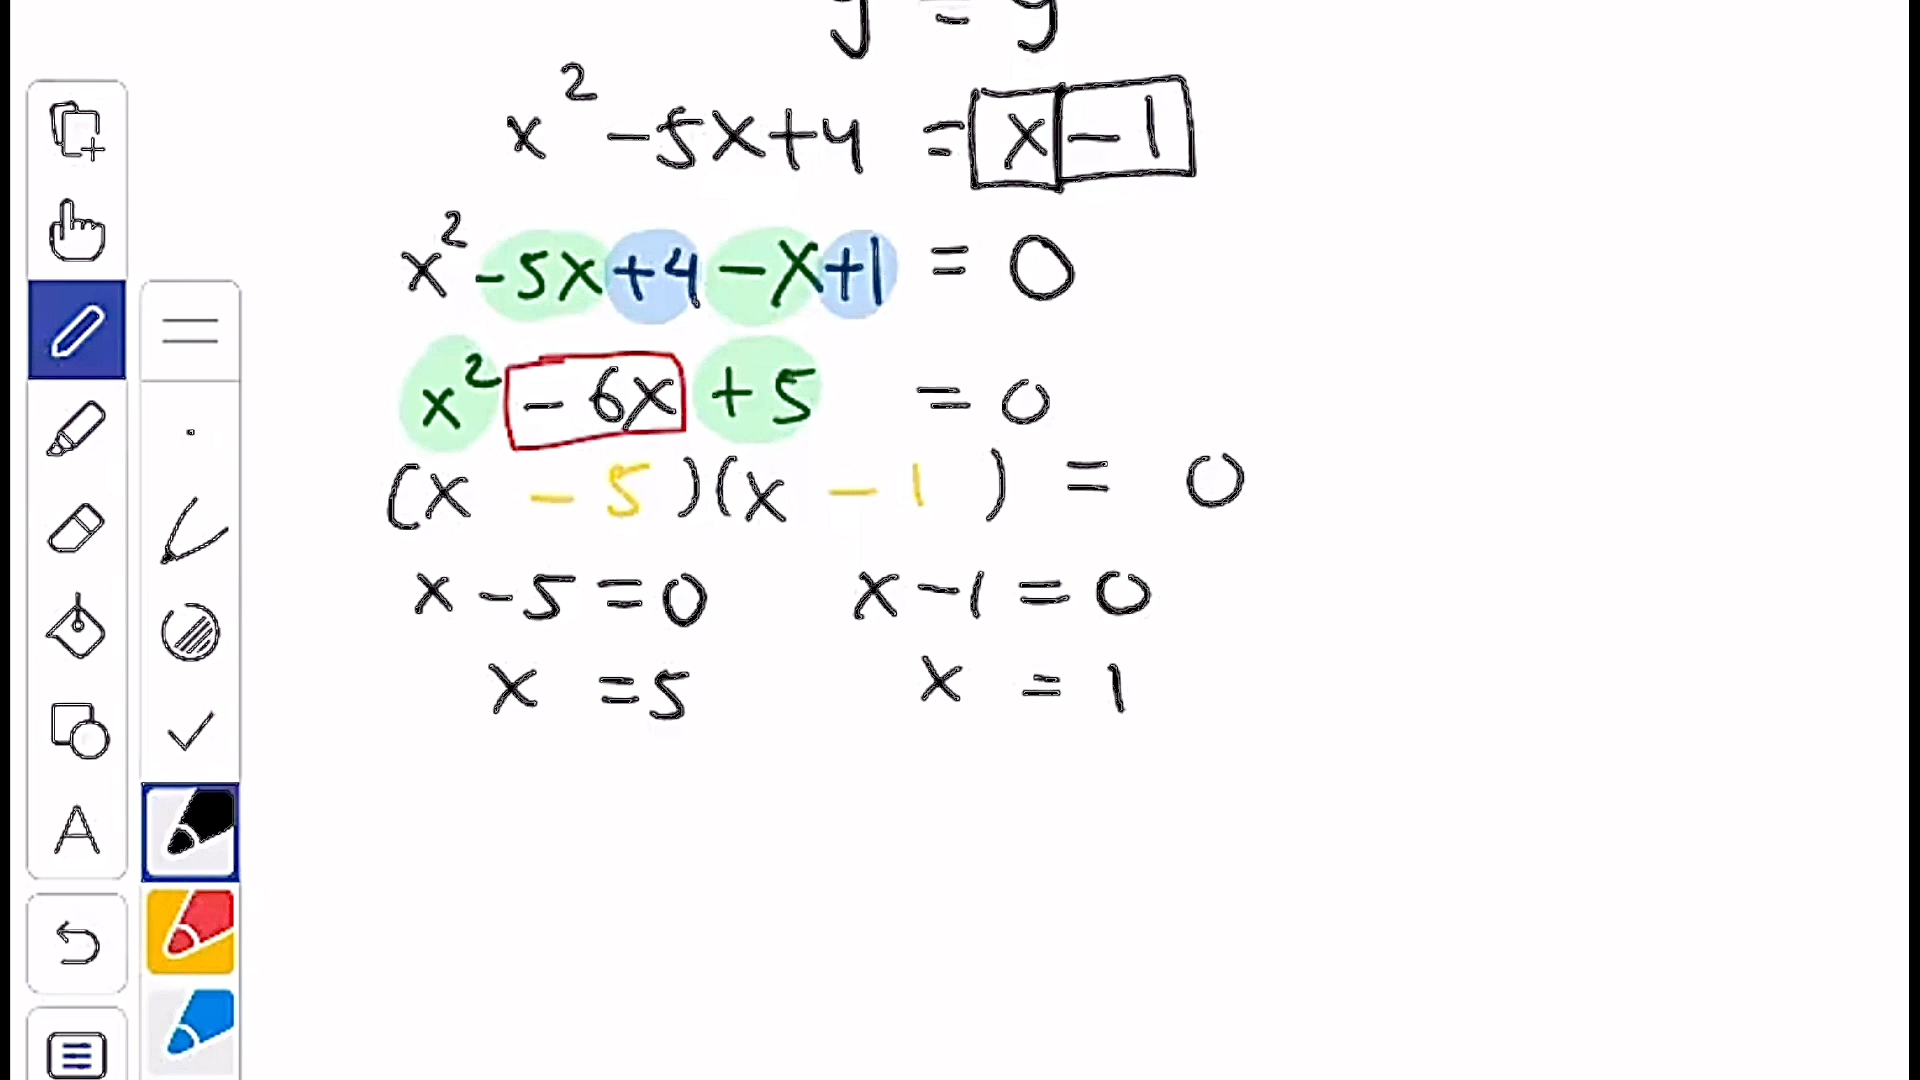 y = y
x² - 5x + 4 = x - 1
x² - 5x + 4 - x + 1 = 0
x² - 6x + 5 = 0
(x - 5)(x - 1) = 0
x - 5 = 0 x - 1 = 0
x = 5 x = 1
A